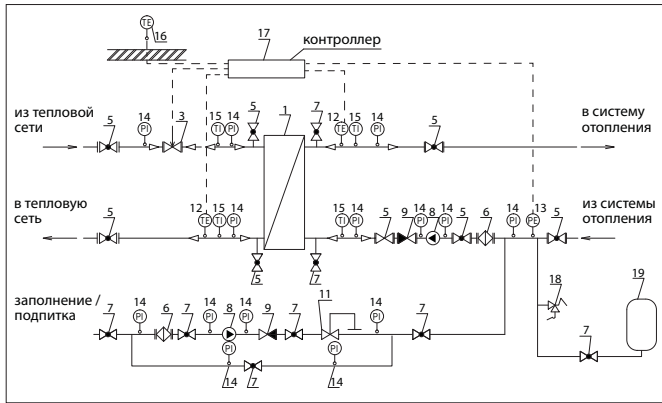 TE
16
17
контроллер
из тепловой
сети
5
14
PI
3
15
14
TI
PI
5
1
7
12
15
14
TE
TI
PI
5
в систему
отопления
в тепловую
сеть
5
12
15
14
TE
TI
PI
5
7
15
14
TI
PI
5
9
14
PI
8
14
PI
5
6
14
PI
13
PE
5
из системы
отопления
заполнение /
подпитка
7
14
PI
6
7
14
PI
8
14
PI
9
7
11
14
PI
7
18
19
7
PI
14
7
PI
14